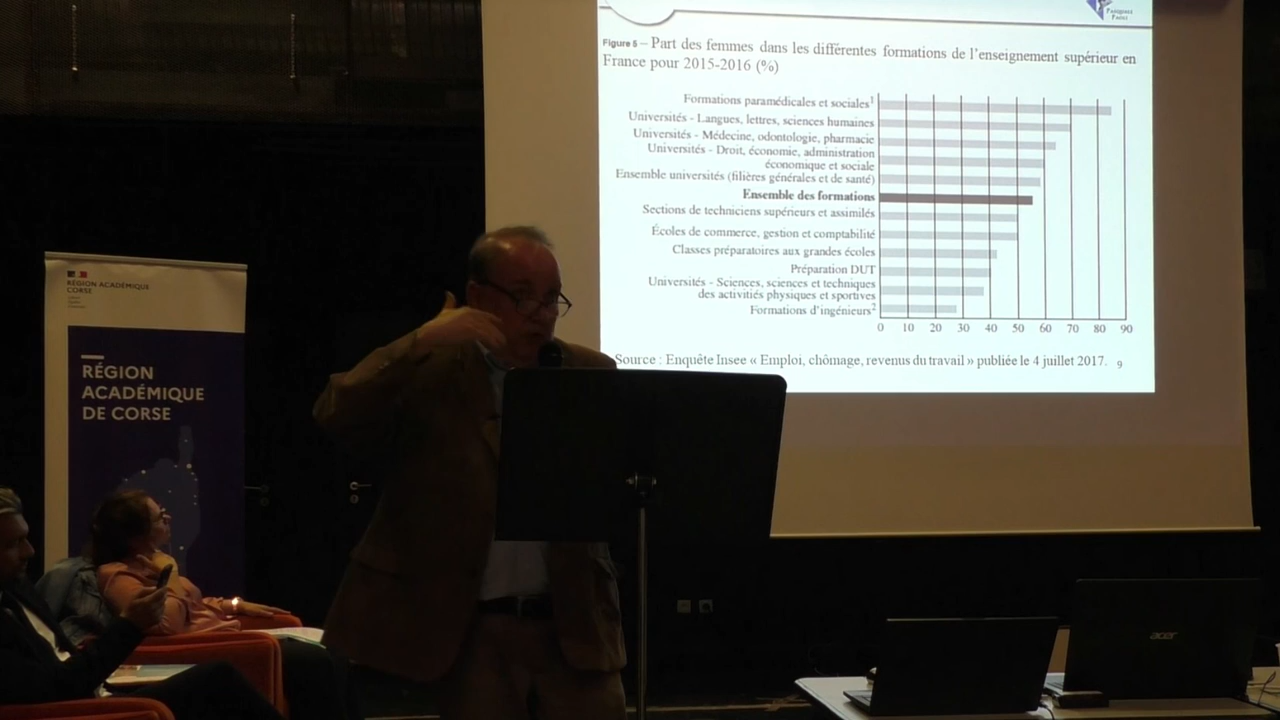 Pasquale
Paoli
Figure 5 – Part des femmes dans les différentes formations de l'enseignement supérieur en
France pour 2015-2016 (%)
Formations paramédicales et sociales¹
Universités - Langues, lettres, sciences humaines
Universités - Médecine, odontologie, pharmacie
Universités - Droit, économie, administration
économique et sociale
Ensemble universités (filières générales et de santé)
Ensemble des formations
Sections de techniciens supérieurs et assimilés
Écoles de commerce, gestion et comptabilité
Classes préparatoires aux grandes écoles
Préparation DUT
Universités - Sciences, sciences et techniques
des activitiés physiques et sportives
Formations d'ingénieurs²
0 10 20 30 40 50 60 70 80 90
Source : Enquête Insee « Emploi, chômage, revenus du travail » publiée le 4 juillet 2017. 9
RÉGION ACADÉMIQUE
CORSE
RÉGION
ACADÉMIQUE
DE CORSE
acer